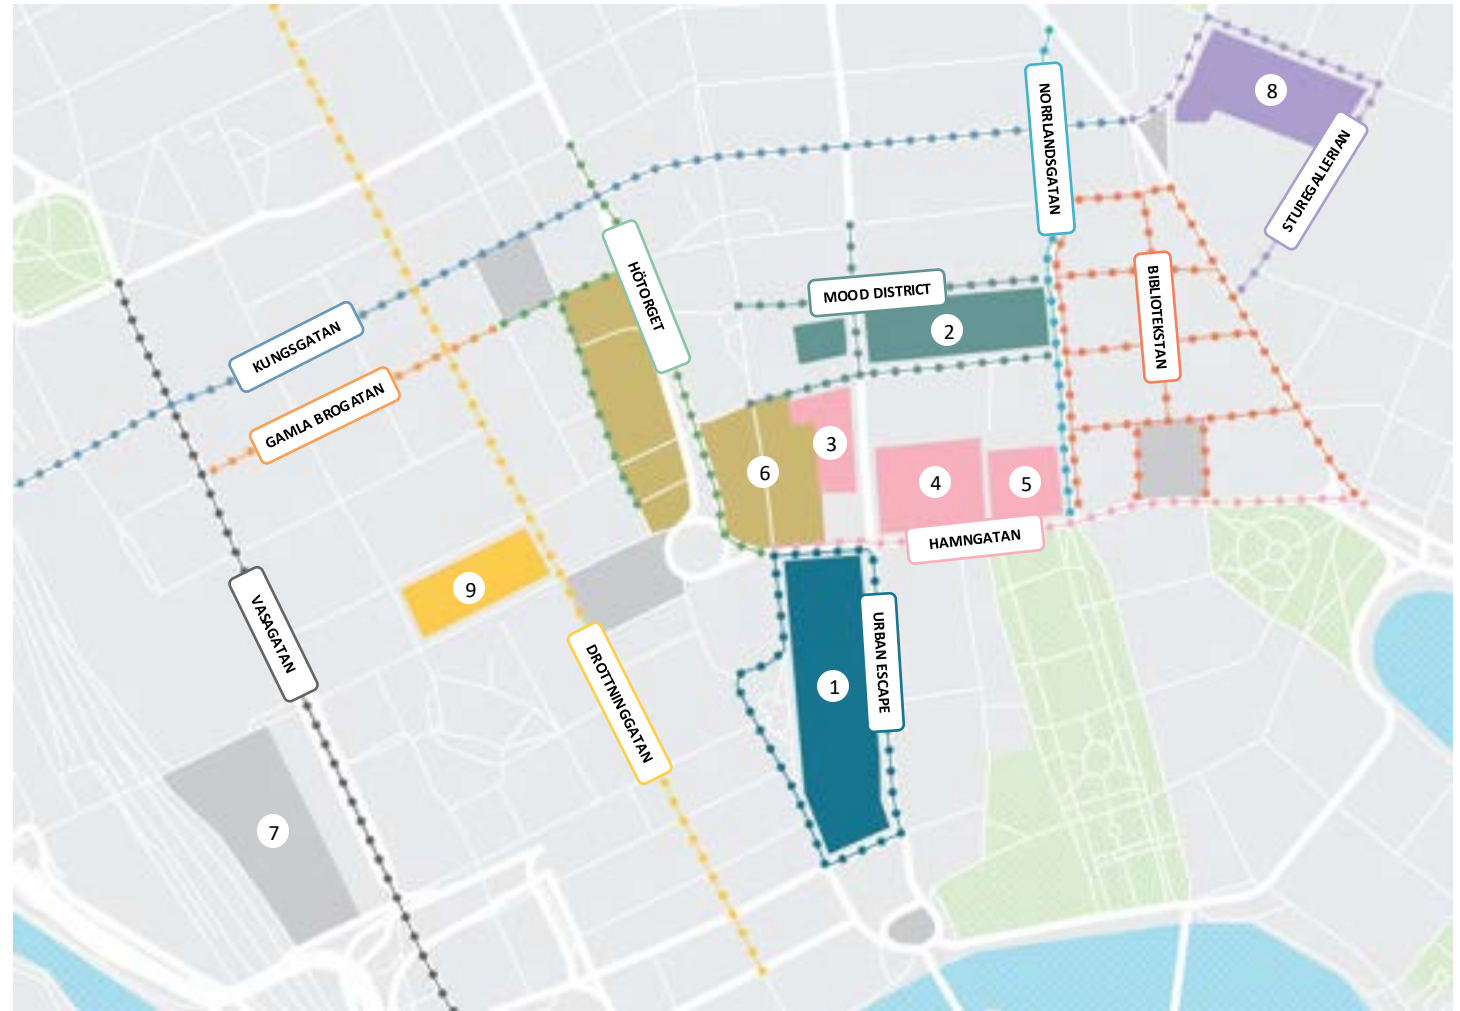 8
NORRLANDSGATAN
STUREGALLERIAN
HÖTORGET
BIBLIOTEKSTAN
MOOD DISTRICT
KUNGSGATAN
2
GAMLA BROGATAN
3
6
4
5
HAMNGATAN
9
VASAGATAN
DROTTNINGGATAN
URBAN ESCAPE
1
7